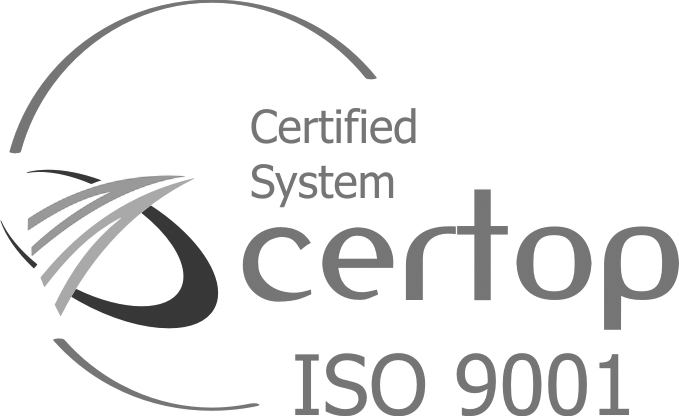 Certified
System
certop
ISO 9001